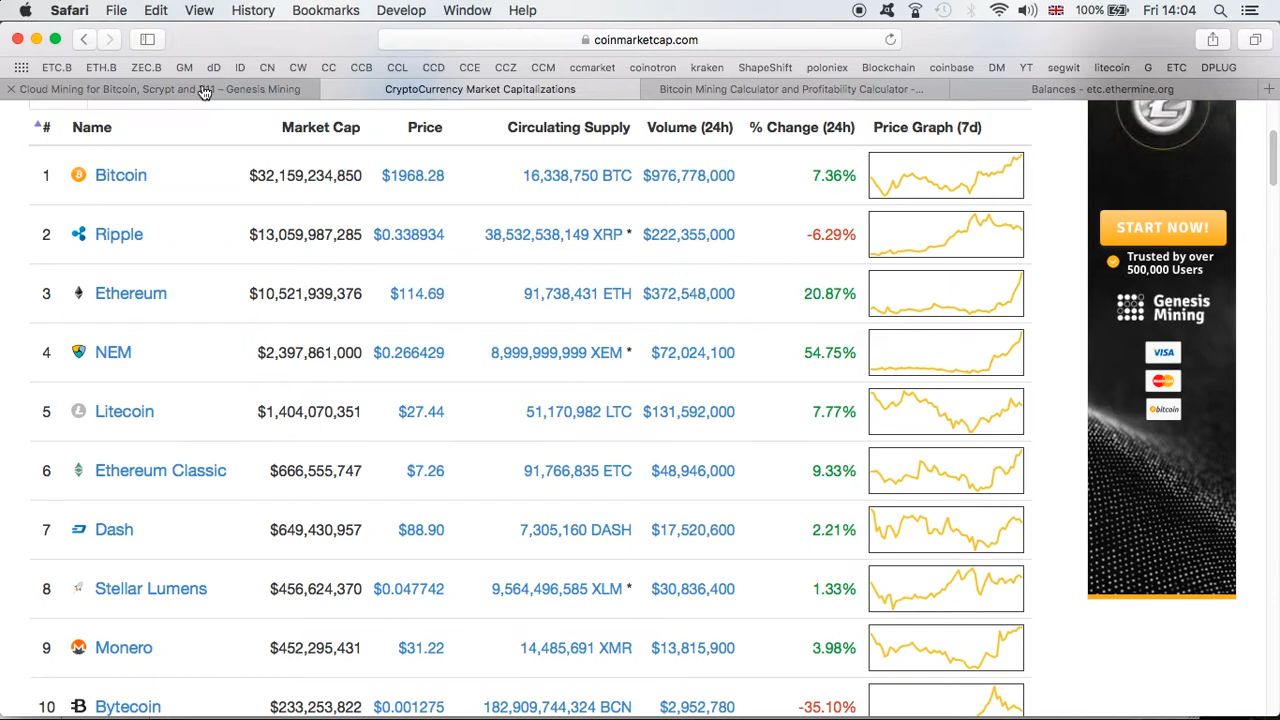 Safari File Edit View History Bookmarks Develop Window Help 100% Fri 14:04
coinmarketcap.com
ETC.B ETH.B ZEC.B GM dD ID CN CW CC CCB CCL CCD CCE CCZ CCM ccmarket coinotron kraken ShapeShift poloniex Blockchain coinbase DM YT segwit litecoin G ETC DPLUG
Cloud Mining for Bitcoin, Scrypt and – Genesis Mining CryptoCurrency Market Capitalizations Bitcoin Mining Calculator and Profitability Calculator -... Balances - etc.ethermine.org
# Name Market Cap Price Circulating Supply Volume (24h) % Change (24h) Price Graph (7d)
1 Bitcoin $32,159,234,850 $1968.28 16,338,750 BTC $976,778,000 7.36%
2 Ripple $13,059,987,285 $0.338934 38,532,538,149 XRP * $222,355,000 -6.29%
3 Ethereum $10,521,939,376 $114.69 91,738,431 ETH $372,548,000 20.87%
4 NEM $2,397,861,000 $0.266429 8,999,999,999 XEM * $72,024,100 54.75%
5 Litecoin $1,404,070,351 $27.44 51,170,982 LTC $131,592,000 7.77%
6 Ethereum Classic $666,555,747 $7.26 91,766,835 ETC $48,946,000 9.33%
7 Dash $649,430,957 $88.90 7,305,160 DASH $17,520,600 2.21%
8 Stellar Lumens $456,624,370 $0.047742 9,564,496,585 XLM * $30,836,400 1.33%
9 Monero $452,295,431 $31.22 14,485,691 XMR $13,815,900 3.98%
10 Bytecoin $233,253,822 $0.001275 182,909,744,324 BCN $2,952,780 -35.10%
START NOW!
Trusted by over
500,000 Users
Genesis
Mining
VISA
MasterCard
bitcoin